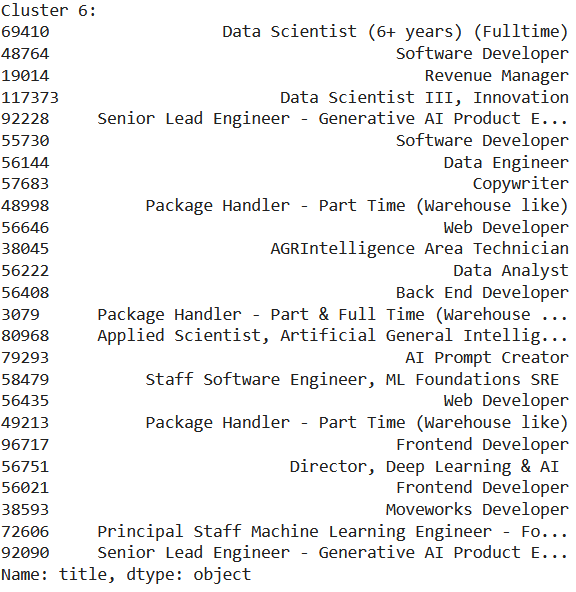 Cluster 6:
69410 Data Scientist (6+ years) (Fulltime)
48764 Software Developer
19014 Revenue Manager
117373 Data Scientist III, Innovation
92228 Senior Lead Engineer - Generative AI Product E...
55730 Software Developer
56144 Data Engineer
57683 Copywriter
48998 Package Handler - Part Time (Warehouse like)
56646 Web Developer
38045 AGRIntelligence Area Technician
56222 Data Analyst
56408 Back End Developer
3079 Package Handler - Part & Full Time (Warehouse ...
80968 Applied Scientist, Artificial General Intellig...
79293 AI Prompt Creator
58479 Staff Software Engineer, ML Foundations SRE
56435 Web Developer
49213 Package Handler - Part Time (Warehouse like)
96717 Frontend Developer
56751 Director, Deep Learning & AI
56021 Frontend Developer
38593 Moveworks Developer
72606 Principal Staff Machine Learning Engineer - Fo...
92090 Senior Lead Engineer - Generative AI Product E...
Name: title, dtype: object